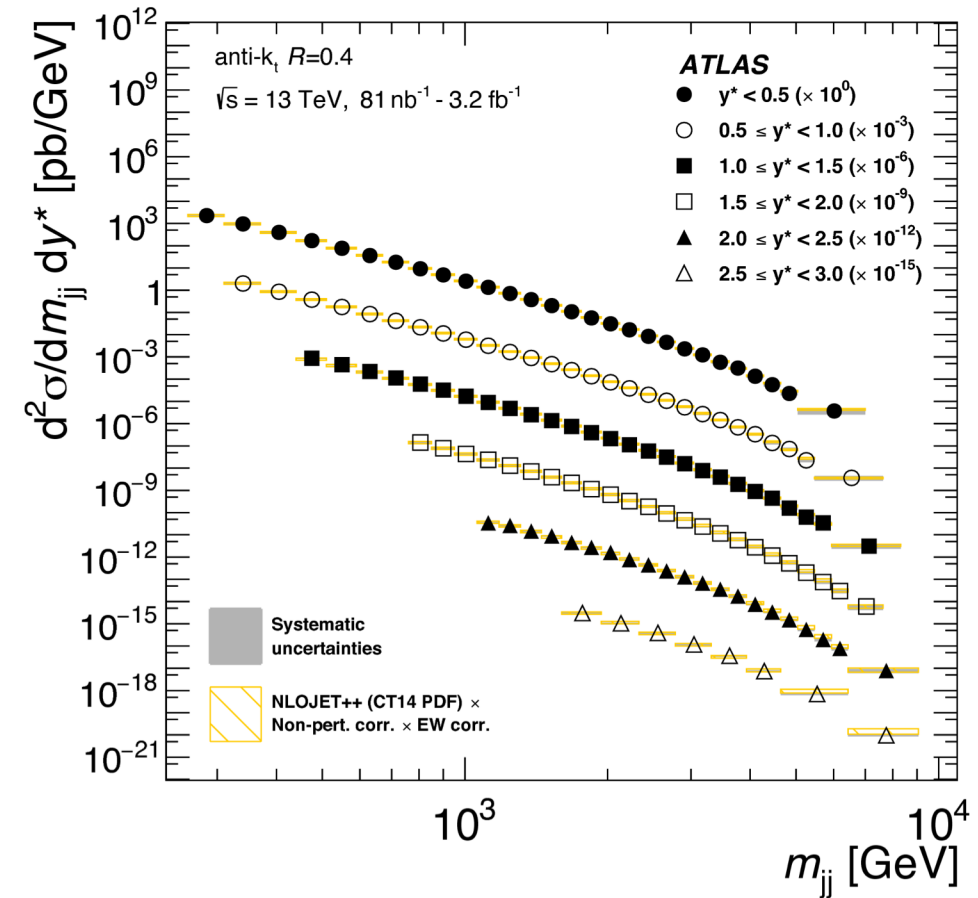 d²σ/dm_jj dy* [pb/GeV]
10¹²
10⁹
10⁶
10³
1
10⁻³
10⁻⁶
10⁻⁹
10⁻¹²
10⁻¹⁵
10⁻¹⁸
10⁻²¹
anti-k_t R=0.4
√s = 13 TeV, 81 nb⁻¹ - 3.2 fb⁻¹
ATLAS
y* < 0.5 (× 10⁰)
0.5 ≤ y* < 1.0 (× 10⁻³)
1.0 ≤ y* < 1.5 (× 10⁻⁶)
1.5 ≤ y* < 2.0 (× 10⁻⁹)
2.0 ≤ y* < 2.5 (× 10⁻¹²)
2.5 ≤ y* < 3.0 (× 10⁻¹⁵)
Systematic
uncertainties
NLOJET++ (CT14 PDF) ×
Non-pert. corr. × EW corr.
10³
10⁴
m_jj [GeV]